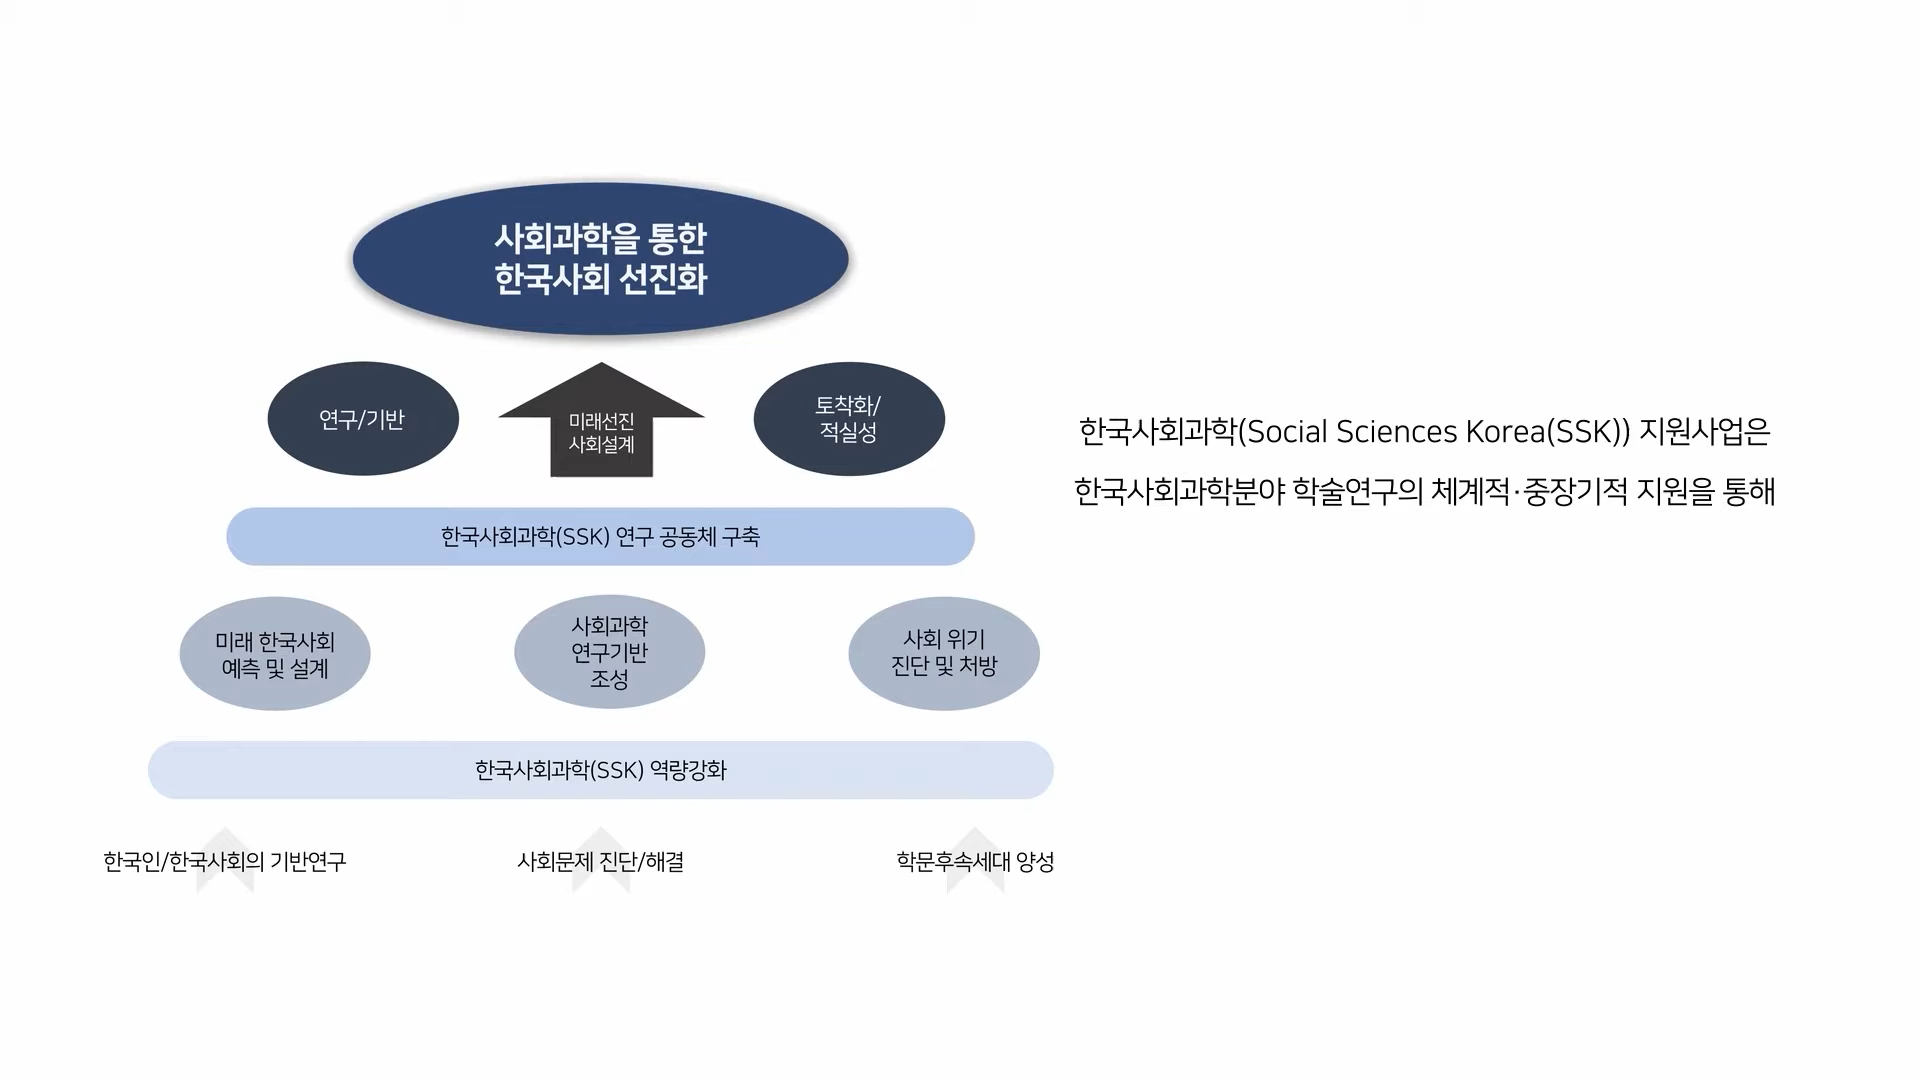 사회과학을 통한
한국사회 선진화
연구/기반
미래선진
사회설계
토착화/
적실성
한국사회과학(SSK) 연구 공동체 구축
미래 한국사회
예측 및 설계
사회과학
연구기반
조성
사회 위기
진단 및 처방
한국사회과학(SSK) 역량강화
한국인/한국사회의 기반연구
사회문제 진단/해결
학문후속세대 양성
한국사회과학(Social Sciences Korea(SSK)) 지원사업은
한국사회과학분야 학술연구의 체계적·중장기적 지원을 통해